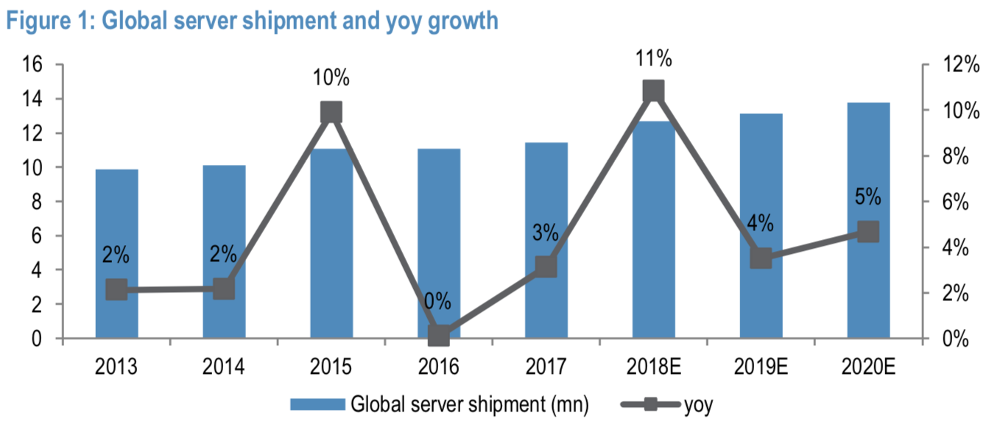 Figure 1: Global server shipment and yoy growth
16 12%
14 10%
12 8%
10 6%
8 4%
6 2%
4 0%
2
0
2% 2% 10% 0% 3% 11% 4% 5%
2013 2014 2015 2016 2017 2018E 2019E 2020E
Global server shipment (mn) yoy